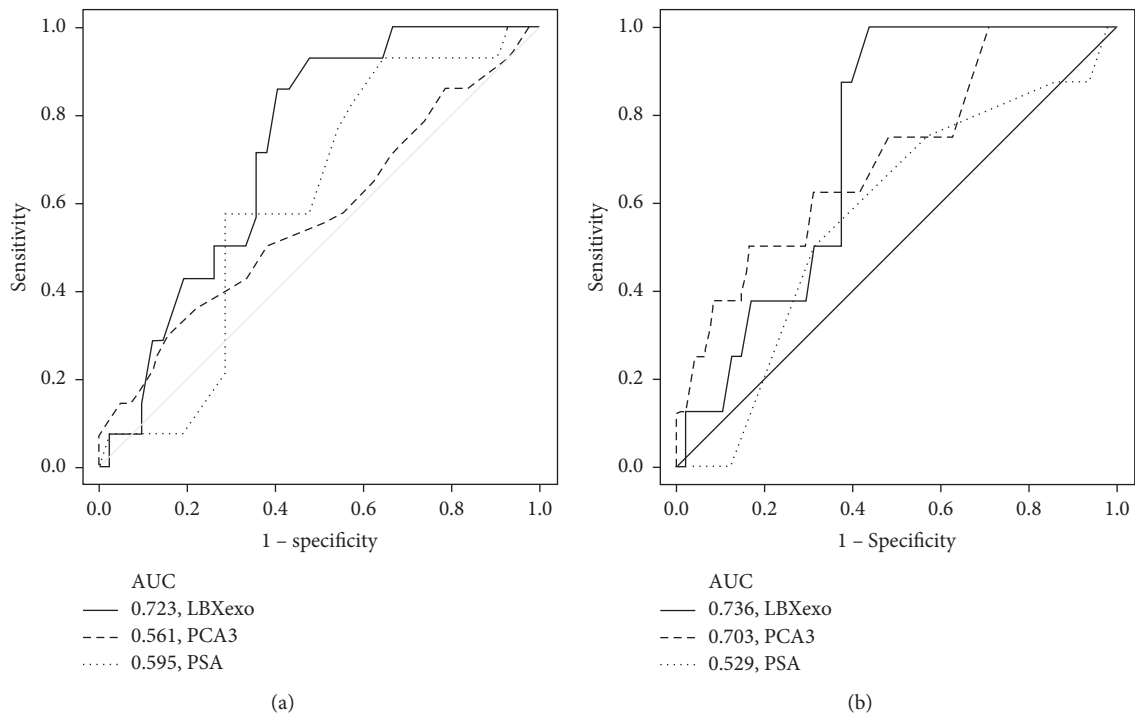 1.0
0.8
0.6
0.4
0.2
0.0
Sensitivity
0.0 0.2 0.4 0.6 0.8 1.0
1 – specificity
AUC
0.723, LBXexo
0.561, PCA3
0.595, PSA
(a)
1.0
0.8
0.6
0.4
0.2
0.0
Sensitivity
0.0 0.2 0.4 0.6 0.8 1.0
1 – Specificity
AUC
0.736, LBXexo
0.703, PCA3
0.529, PSA
(b)